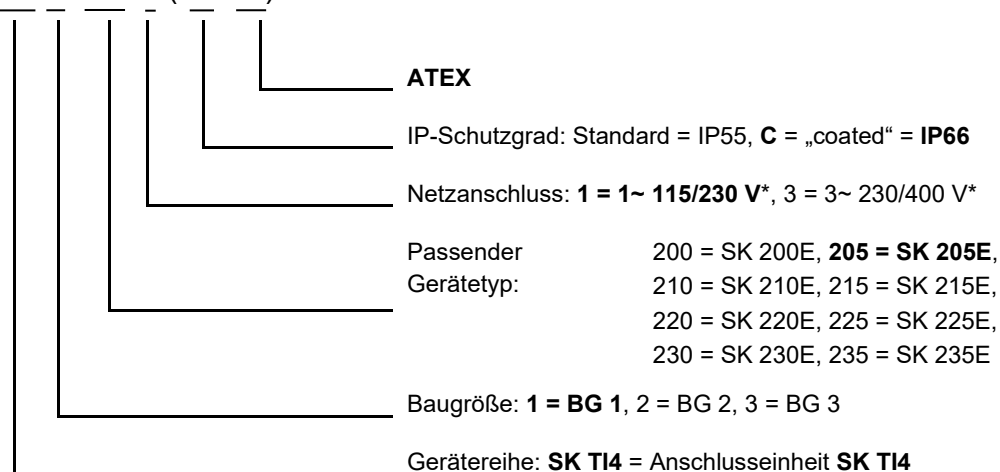 ATEX
IP-Schutzgrad: Standard = IP55, C = „coated“ = IP66
Netzanschluss: 1 = 1~ 115/230 V*, 3 = 3~ 230/400 V*
Passender Gerätetyp: 200 = SK 200E, 205 = SK 205E,
210 = SK 210E, 215 = SK 215E,
220 = SK 220E, 225 = SK 225E,
230 = SK 230E, 235 = SK 235E
Baugröße: 1 = BG 1, 2 = BG 2, 3 = BG 3
Gerätereihe: SK TI4 = Anschlusseinheit SK TI4